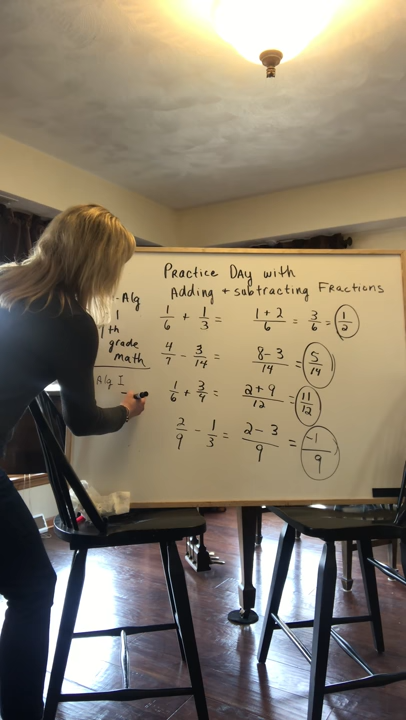 Practice Day with
Adding + subtracting Fractions
-Alg
1
7th
grade
math
Alg I
1/6 + 1/3 = 1+2/6 = 3/6 = 1/2
4/7 - 3/14 = 8-3/14 = 5/14
1/6 + 3/4 = 2+9/12 = 11/12
2/9 - 1/3 = 2-3/9 = -1/9